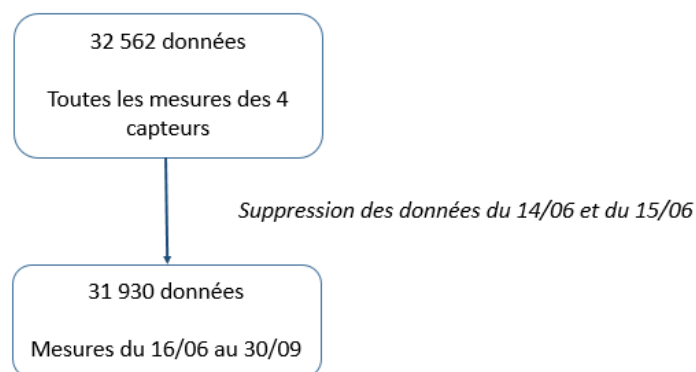 32 562 données
Toutes les mesures des 4
capteurs
Suppression des données du 14/06 et du 15/06
31 930 données
Mesures du 16/06 au 30/09